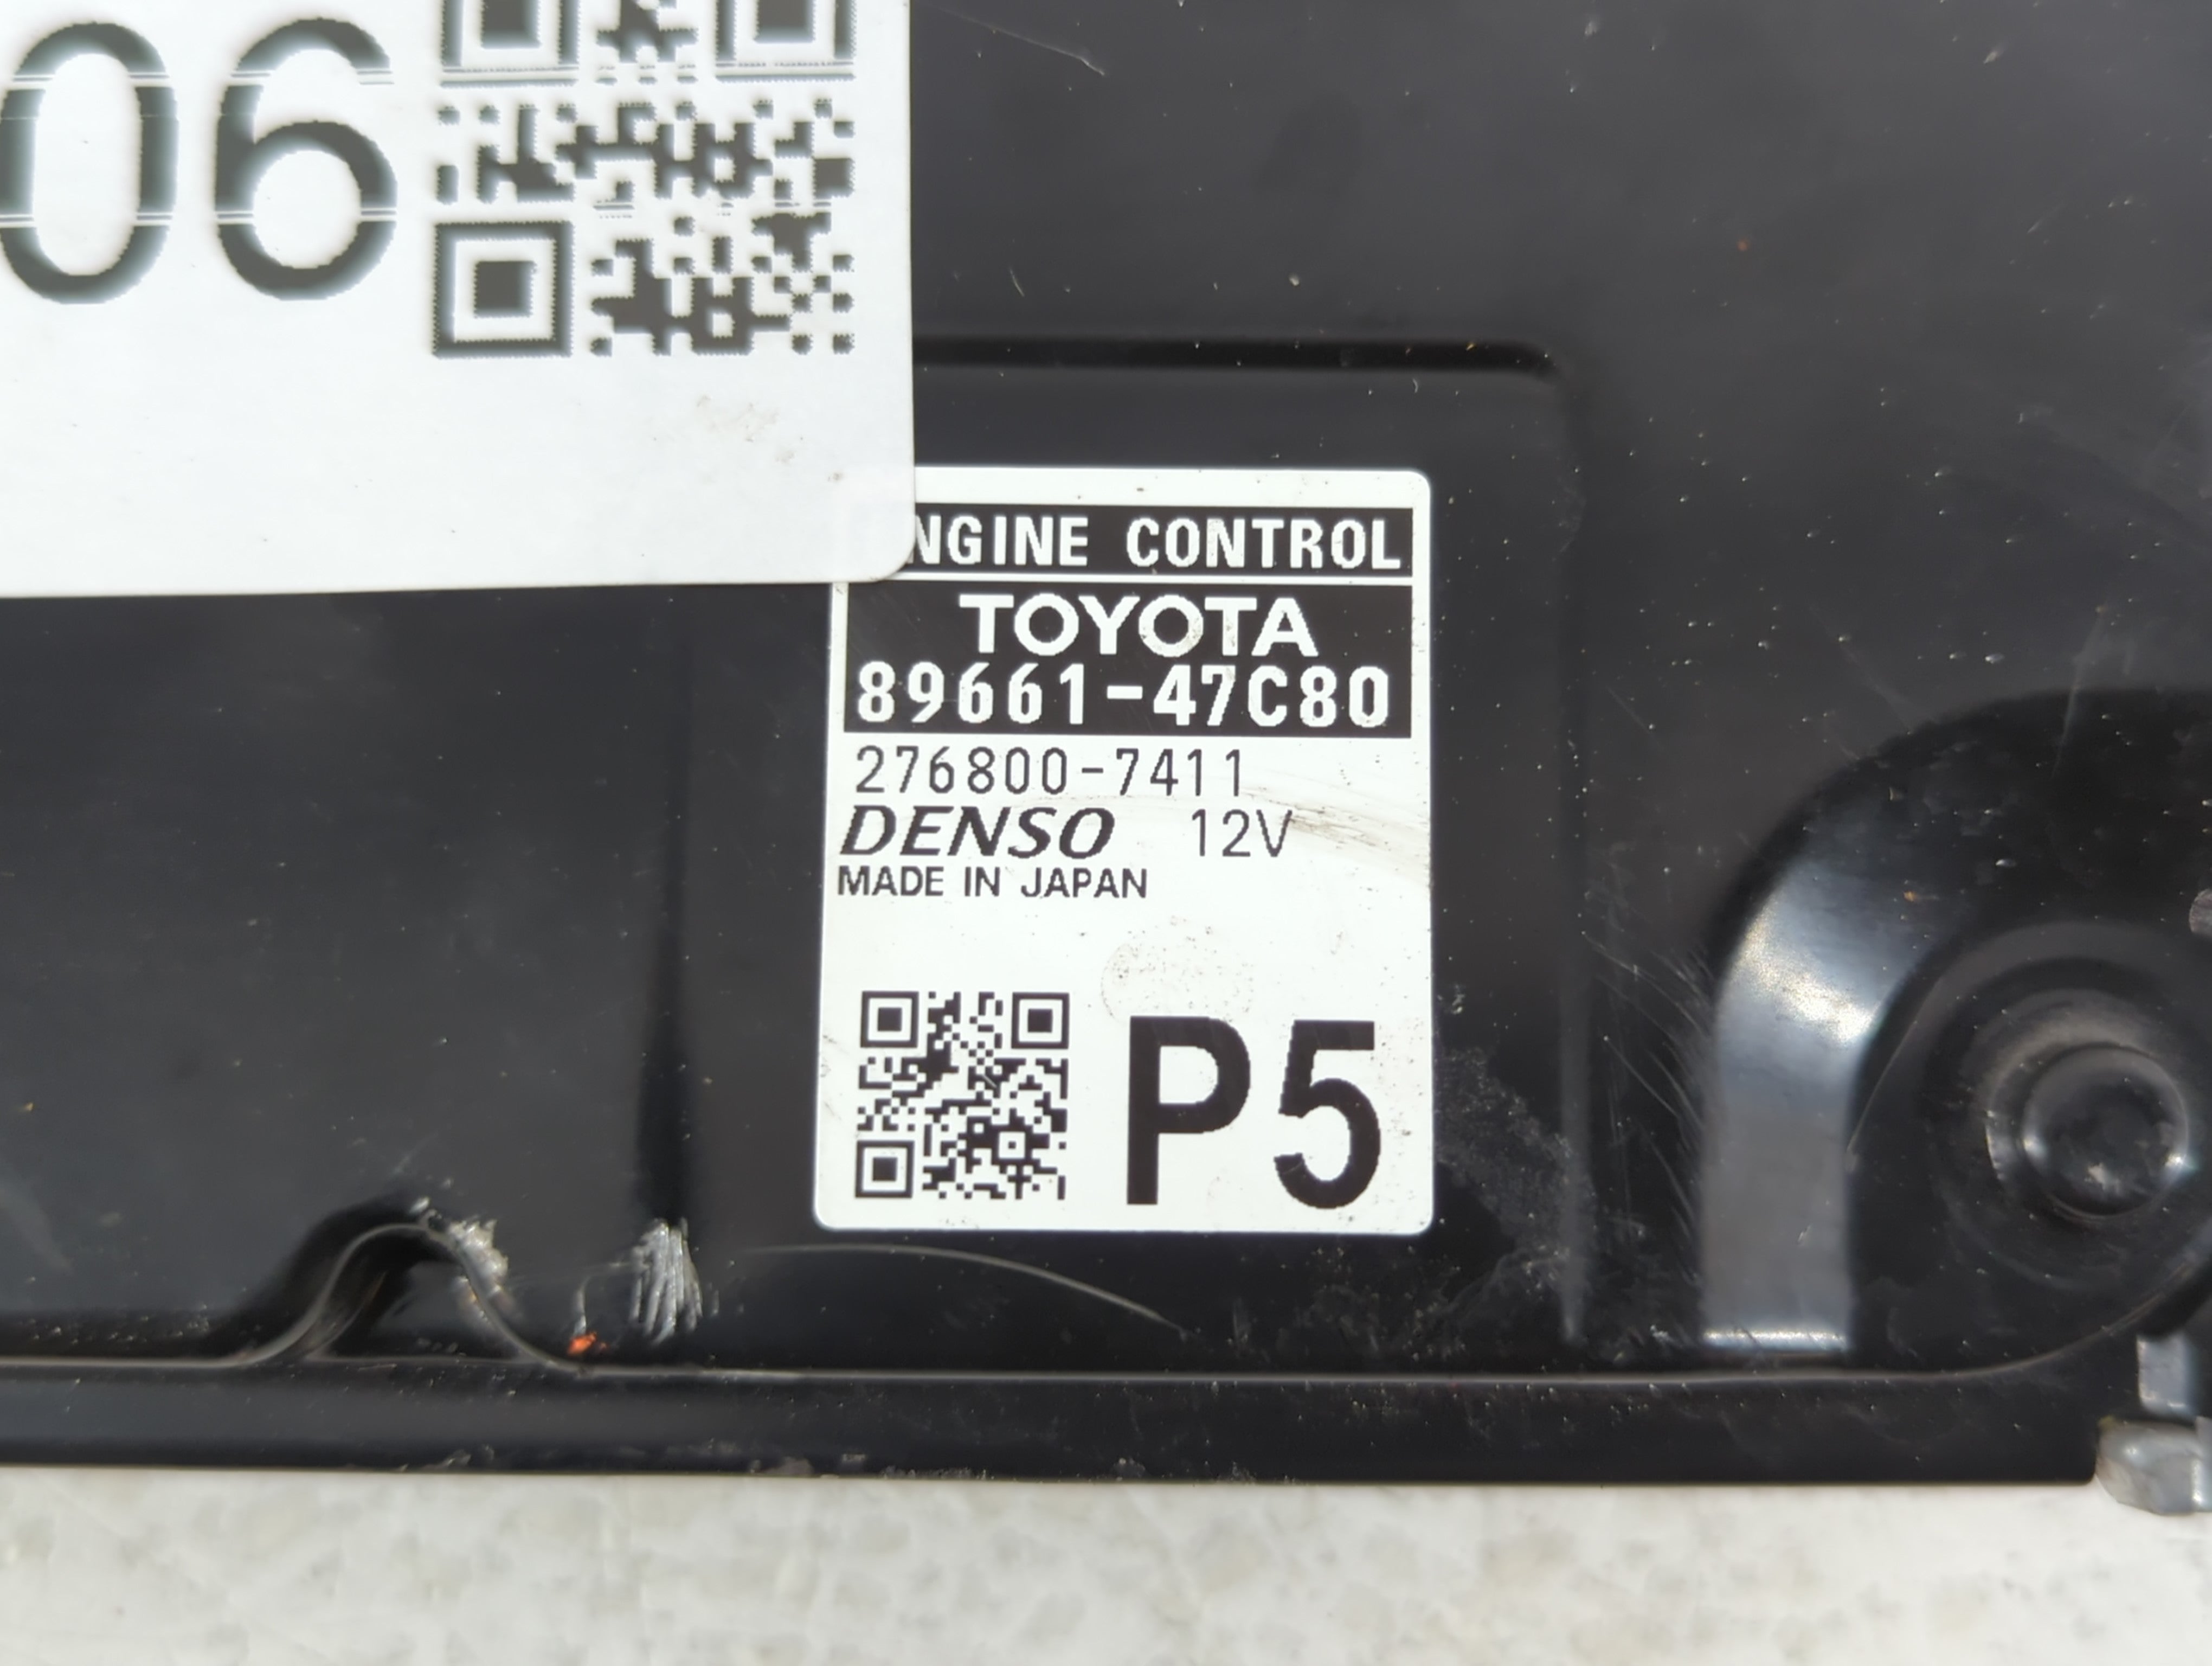 06
NGINE CONTROL
TOYOTA
89661-47C80
276800-7411
DENSO 12V
MADE IN JAPAN
P5